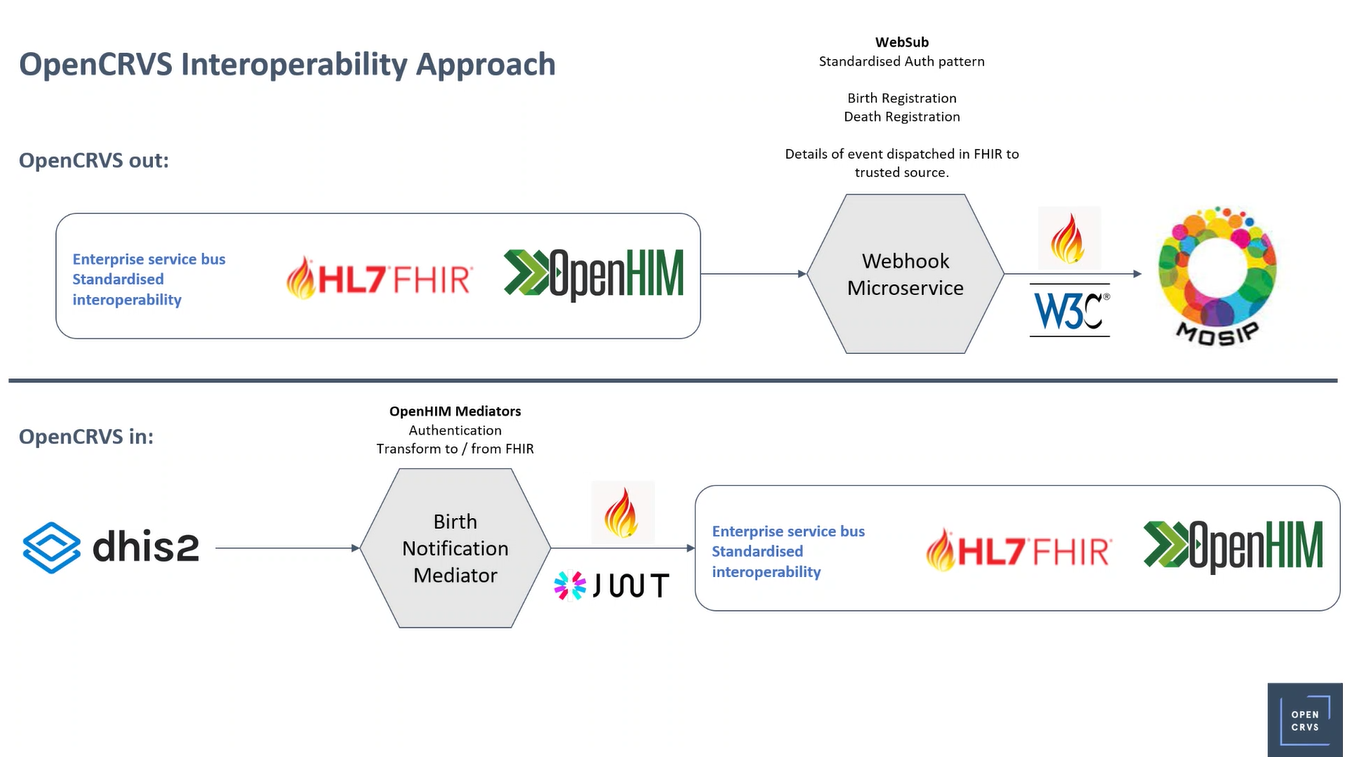 WebSub
Standardised Auth pattern
OpenCRVS Interoperability Approach
Birth Registration
Death Registration
OpenCRVS out:
Details of event dispatched in FHIR to
trusted source.
Enterprise service bus
Standardised
interoperability
HL7 FHIR
OpenHIM
Webhook
Microservice
W3C®
MOSIP
OpenHIM Mediators
Authentication
Transform to / from FHIR
OpenCRVS in:
dhis2
Birth
Notification
Mediator
JWT
Enterprise service bus
Standardised
interoperability
HL7 FHIR
OpenHIM
OPEN
CRVS